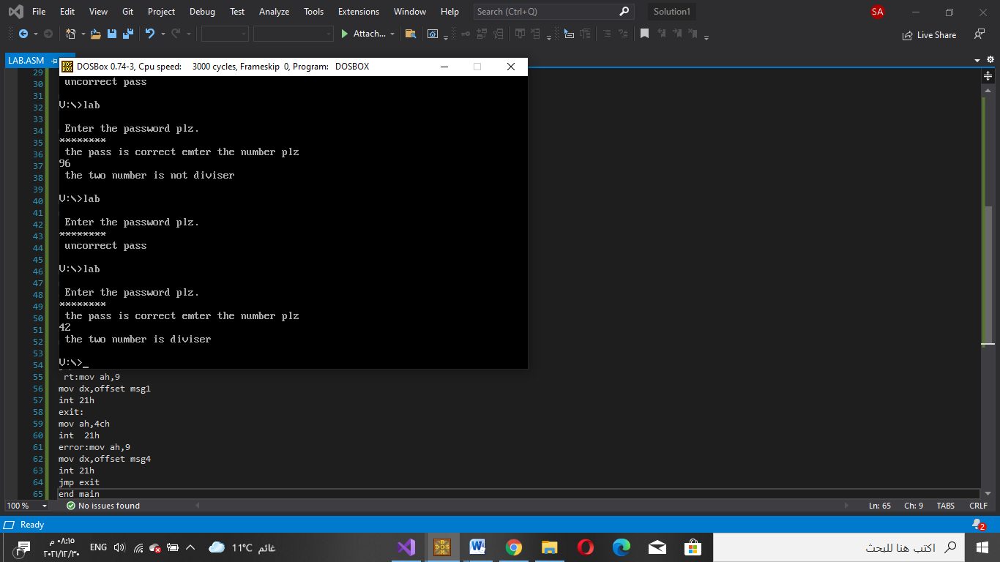 File Edit View Git Project Debug Test Analyze Tools Extensions Window Help Search (Ctrl+Q) Solution1 SA
Attach... Live Share
LAB.ASM
DOSBox 0.74-3, Cpu speed: 3000 cycles, Frameskip 0, Program: DOSBOX
29
30 uncorrect pass
31
32 V:\>lab
33
34 Enter the password plz.
35 ********
36 the pass is correct emter the number plz
37 96
38 the two number is not diviser
39
40 V:\>lab
41
42 Enter the password plz.
43 ********
44 uncorrect pass
45
46 V:\>lab
47
48 Enter the password plz.
49 ********
50 the pass is correct emter the number plz
51 42
52 the two number is diviser
53
54 V:\>_
55 rt:mov ah,9
56 mov dx,offset msg1
57 int 21h
58 exit:
59 mov ah,4ch
60 int  21h
61 error:mov ah,9
62 mov dx,offset msg4
63 int 21h
64 jmp exit
65 end main
100 % No issues found Ln: 65 Ch: 9 TABS CRLF
Ready 2
٣ ٠٨:١٥ م ENG 11°C غائم اكتب هنا للبحث
٢٠٢١/١٢/٣٠